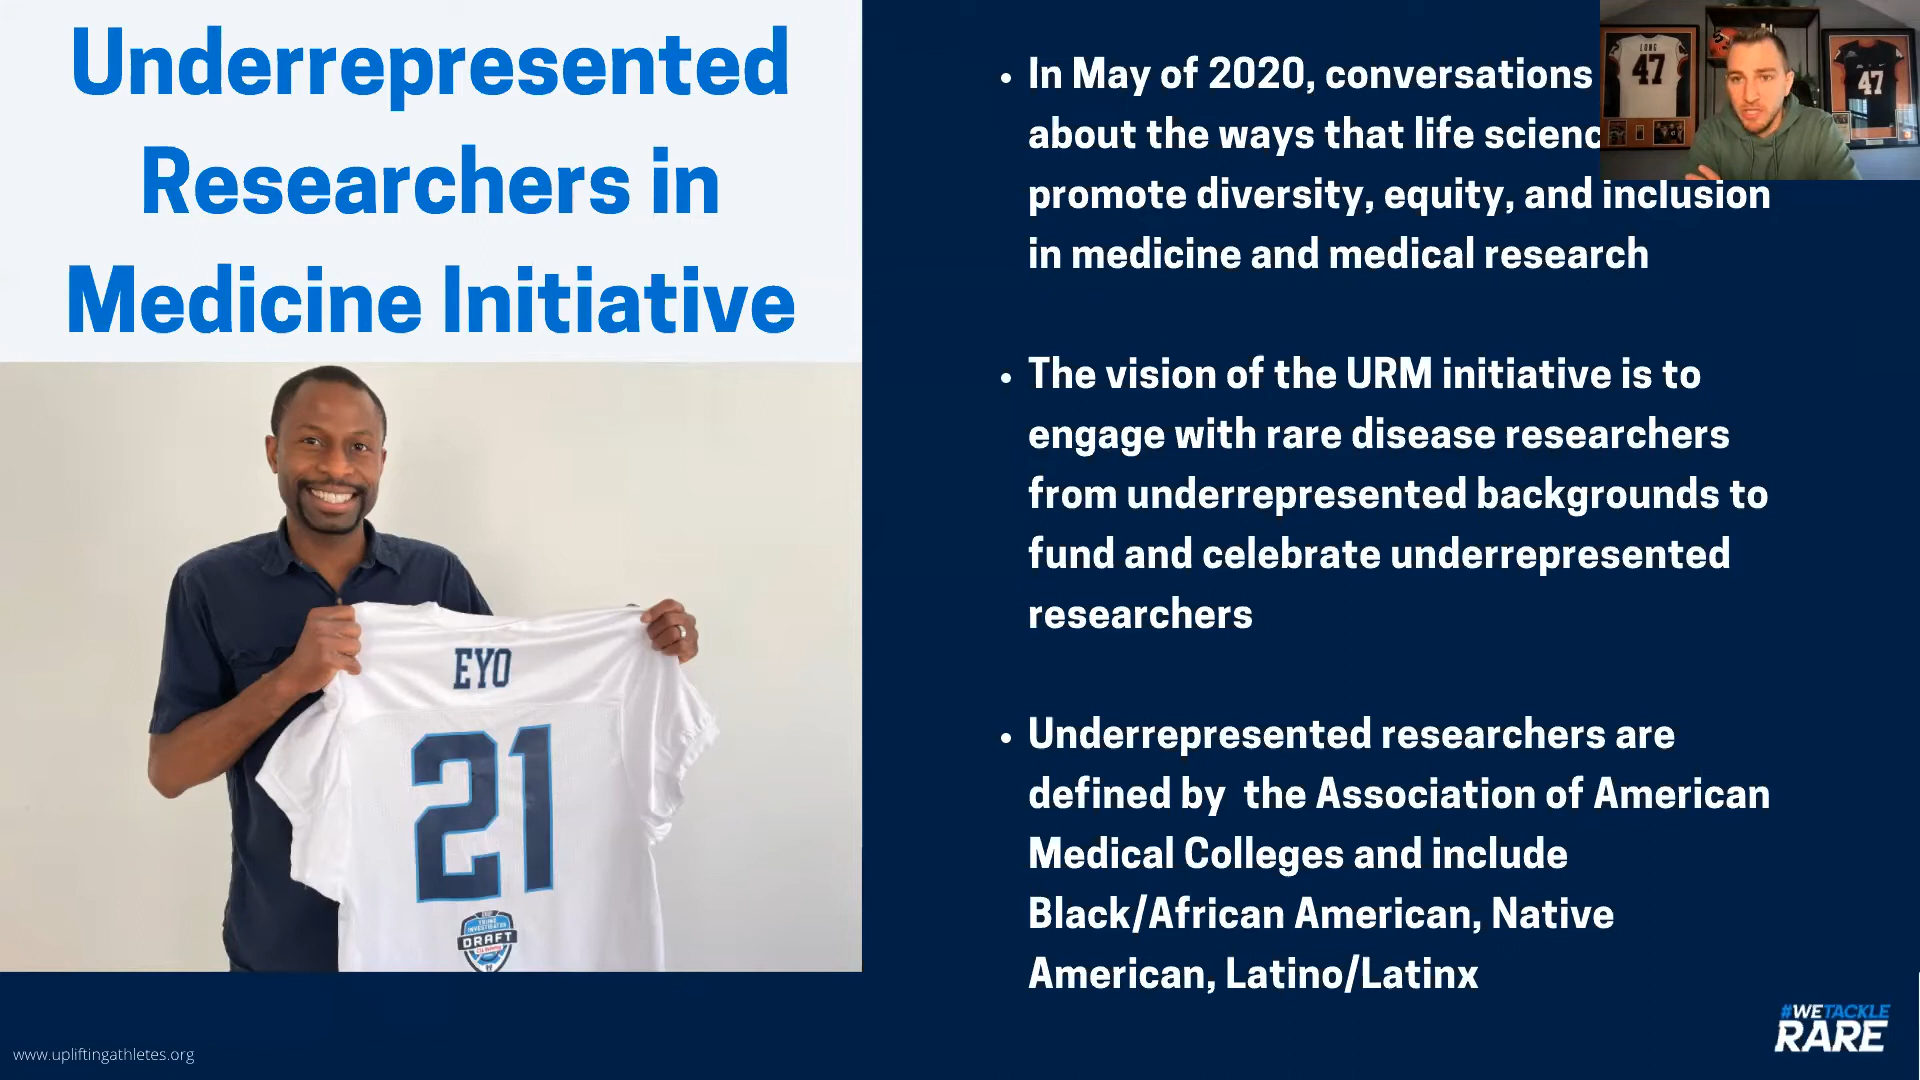 Underrepresented
Researchers in
Medicine Initiative
EYO
21
DRAFT
www.upliftingathletes.org
• In May of 2020, conversations
about the ways that life scienc
promote diversity, equity, and inclusion
in medicine and medical research
• The vision of the URM initiative is to
engage with rare disease researchers
from underrepresented backgrounds to
fund and celebrate underrepresented
researchers
• Underrepresented researchers are
defined by the Association of American
Medical Colleges and include
Black/African American, Native
American, Latino/Latinx
LONG
47
47
#WETACKLE
RARE